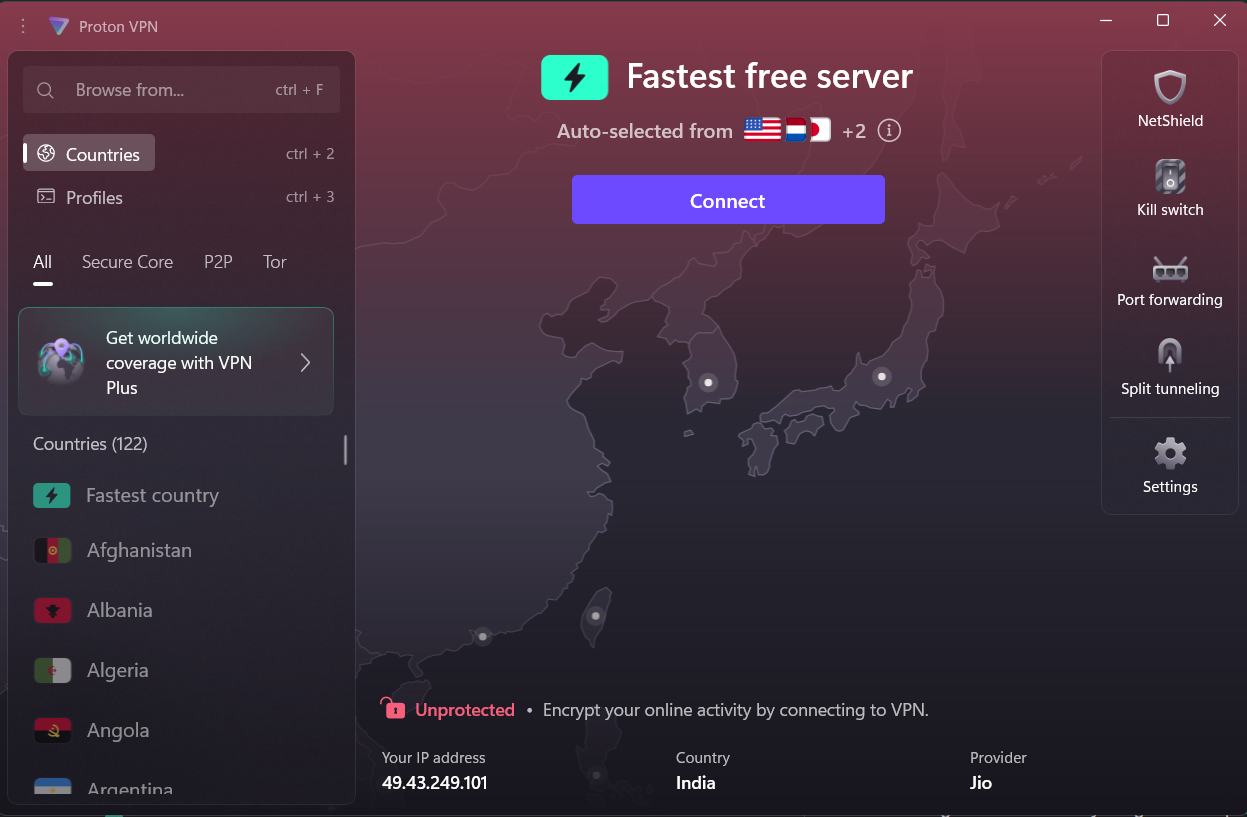 Proton VPN
Browse from... ctrl + F
Countries ctrl + 2
Profiles ctrl + 3
All Secure Core P2P Tor
Get worldwide
coverage with VPN
Plus
Countries (122)
Fastest country
Afghanistan
Albania
Algeria
Angola
Argentina
Fastest free server
Auto-selected from +2
Connect
Unprotected • Encrypt your online activity by connecting to VPN.
Your IP address Country Provider
49.43.249.101 India Jio
NetShield
Kill switch
Port forwarding
Split tunneling
Settings